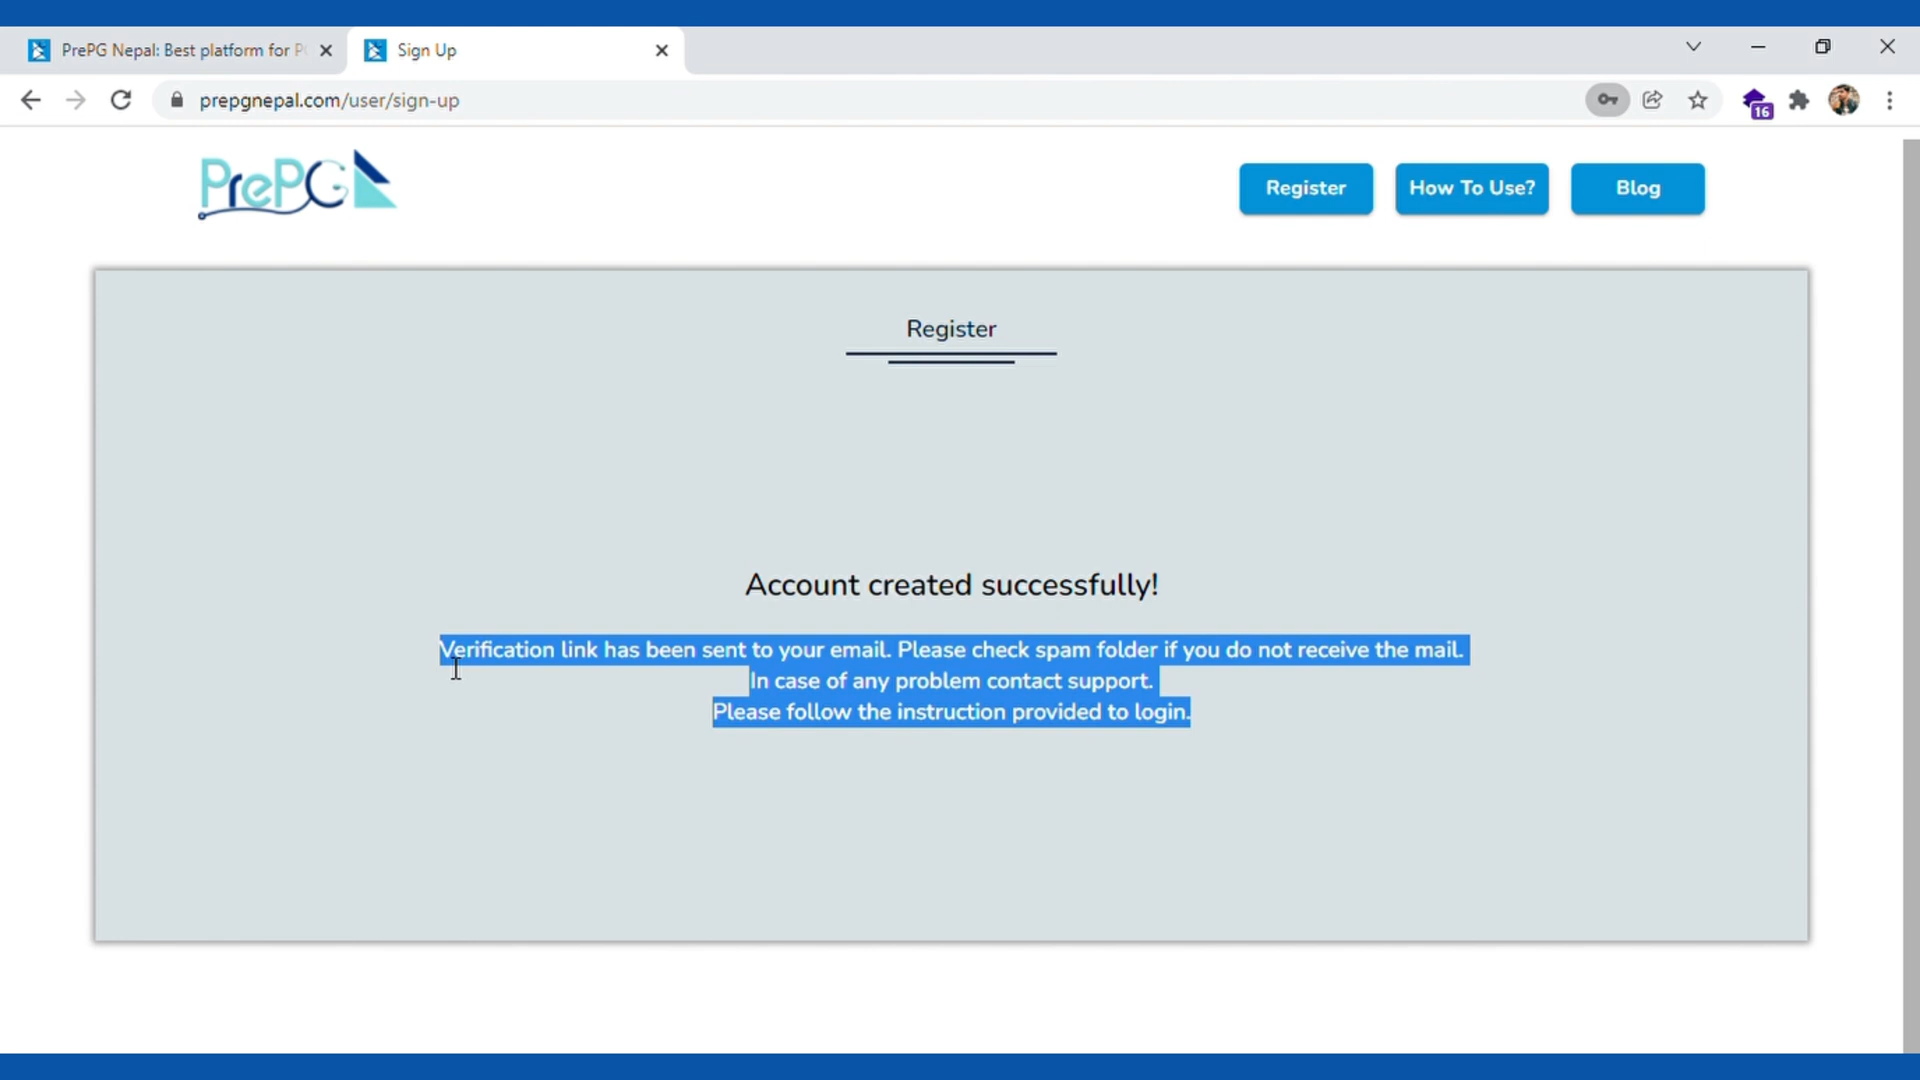 PrePG Nepal: Best platform for P
Sign Up
prepgnepal.com/user/sign-up
16
PrePG
Register
How To Use?
Blog
Register
Account created successfully!
Verification link has been sent to your email. Please check spam folder if you do not receive the mail.
In case of any problem contact support.
Please follow the instruction provided to login.